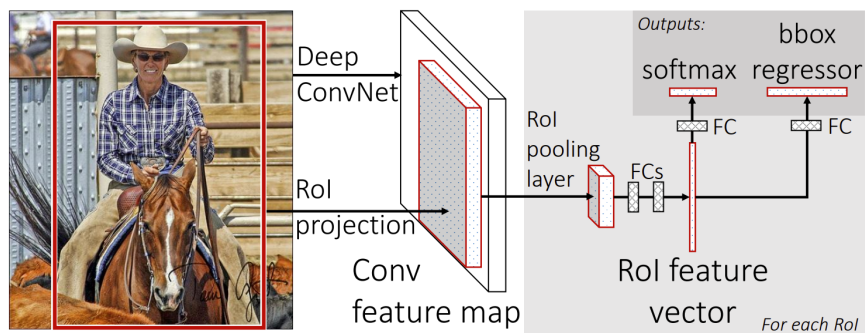 Deep
ConvNet
RoI
projection
Conv
feature map
RoI
pooling
layer
FCs
RoI feature
vector
Outputs:
softmax
bbox
regressor
FC
FC
For each RoI